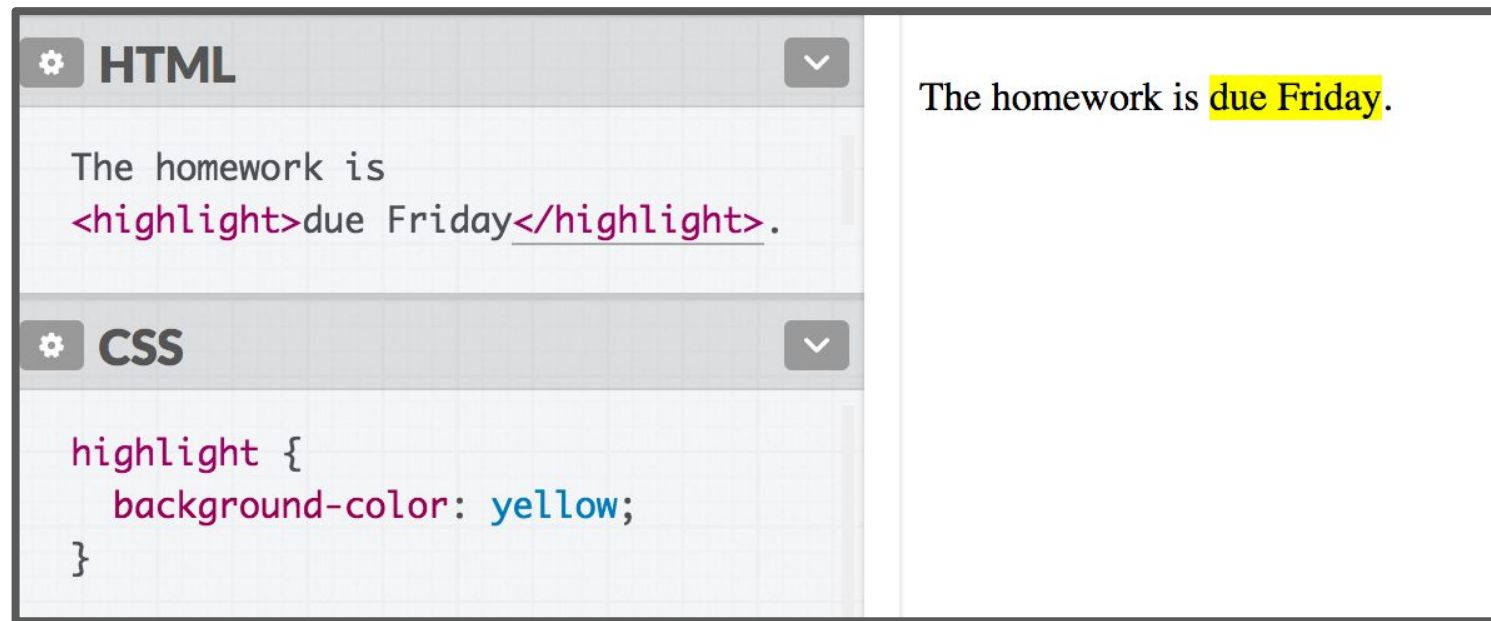 HTML
The homework is
<highlight>due Friday</highlight>.
CSS
highlight {
  background-color: yellow;
}
The homework is due Friday.